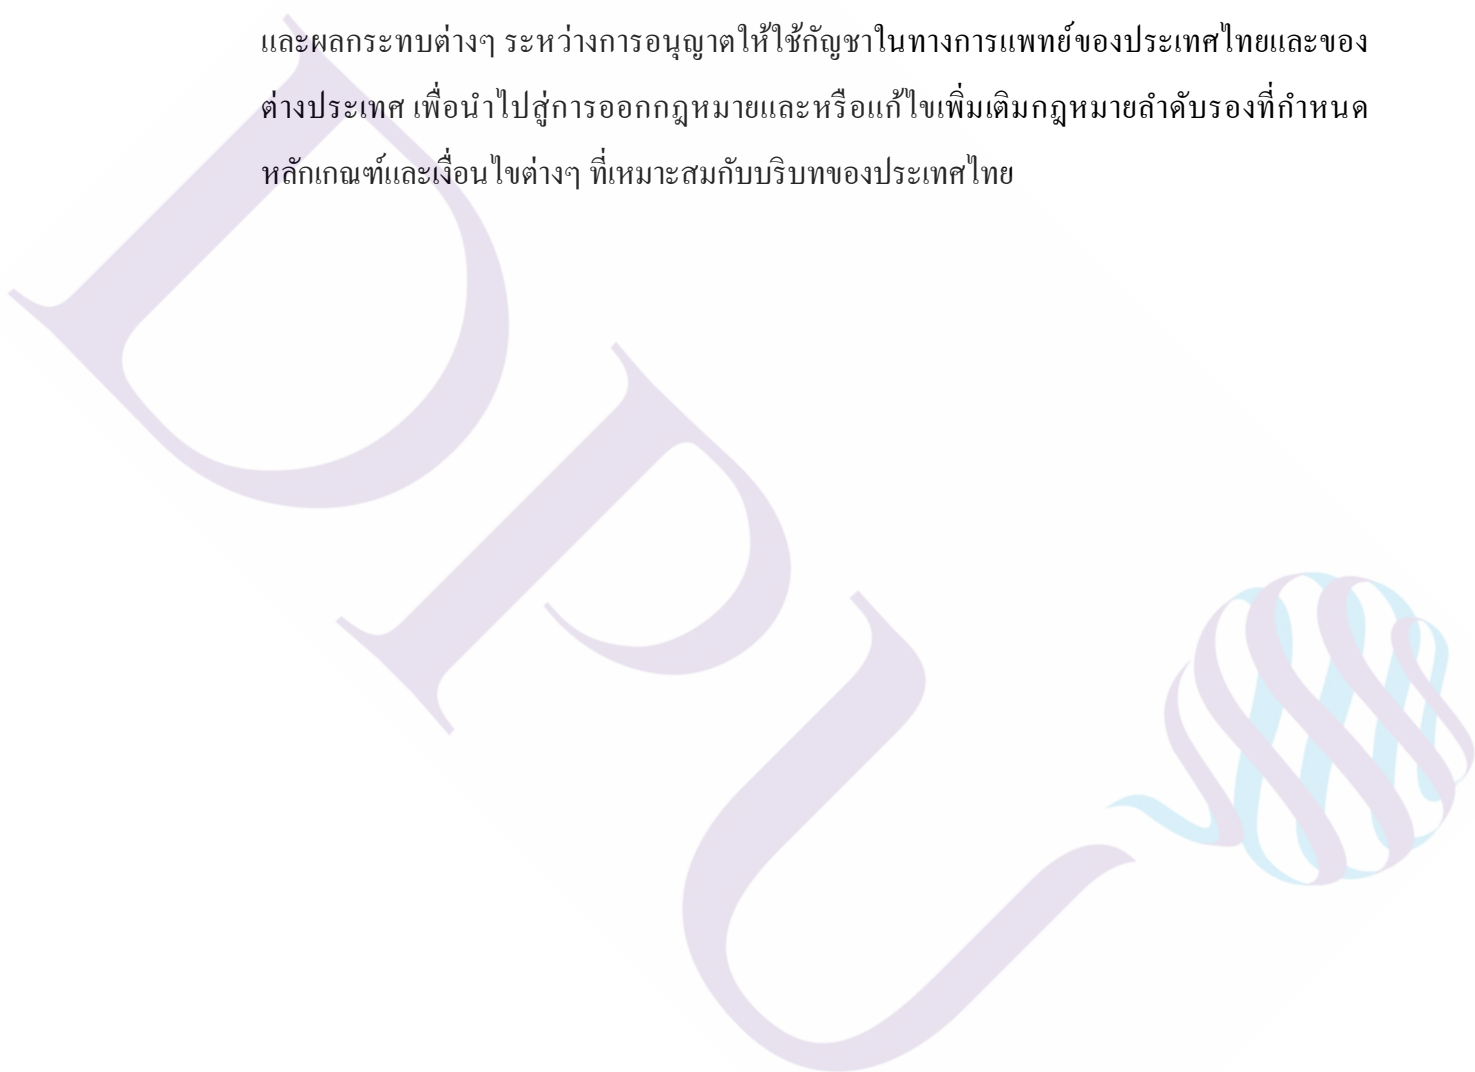 และผลกระทบต่างๆ ระหว่างการอนุญาตให้ใช้กัญชาในทางการแพทย์ของประเทศไทยและของ
ต่างประเทศ เพื่อนำไปสู่การออกกฎหมายและหรือแก้ไขเพิ่มเติมกฎหมายลำดับรองที่กำหนด
หลักเกณฑ์และเงื่อนไขต่างๆ ที่เหมาะสมกับบริบทของประเทศไทย
DPU